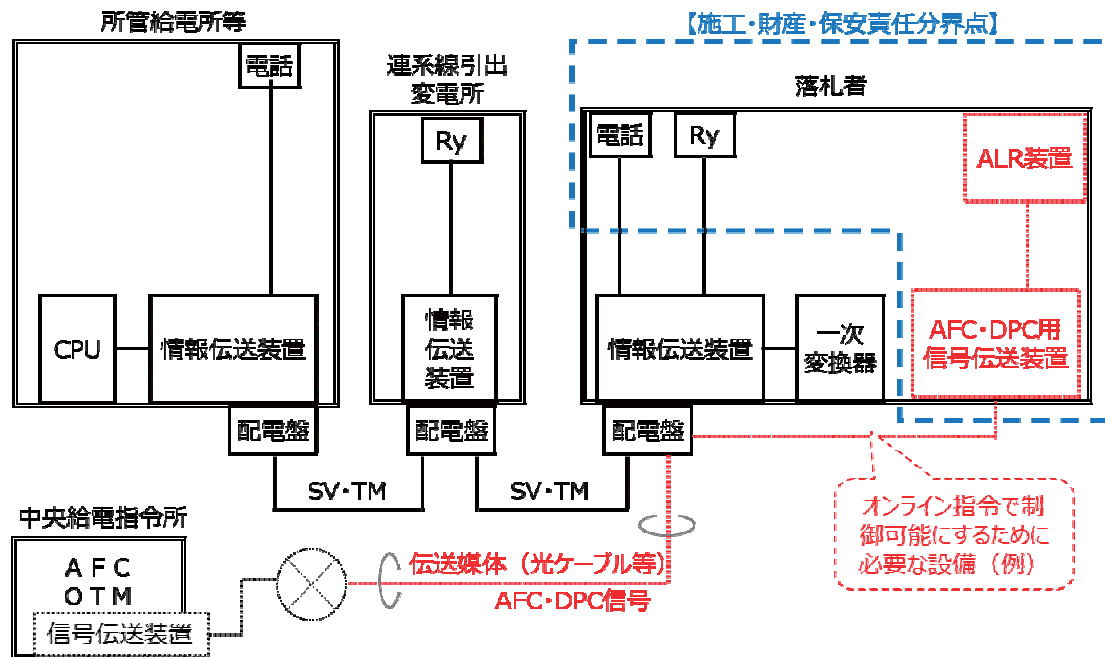 所管給電所等
電話
CPU
情報伝送装置
配電盤
連系線引出
変電所
Ry
情報
伝送
装置
配電盤
【施工・財産・保安責任分界点】
落札者
電話
Ry
ALR装置
情報伝送装置
一次
変換器
AFC・DPC用
信号伝送装置
配電盤
SV・TM
SV・TM
オンライン指令で制
御可能にするために
必要な設備（例）
中央給電指令所
AFC
OTM
信号伝送装置
伝送媒体（光ケーブル等）
AFC・DPC信号